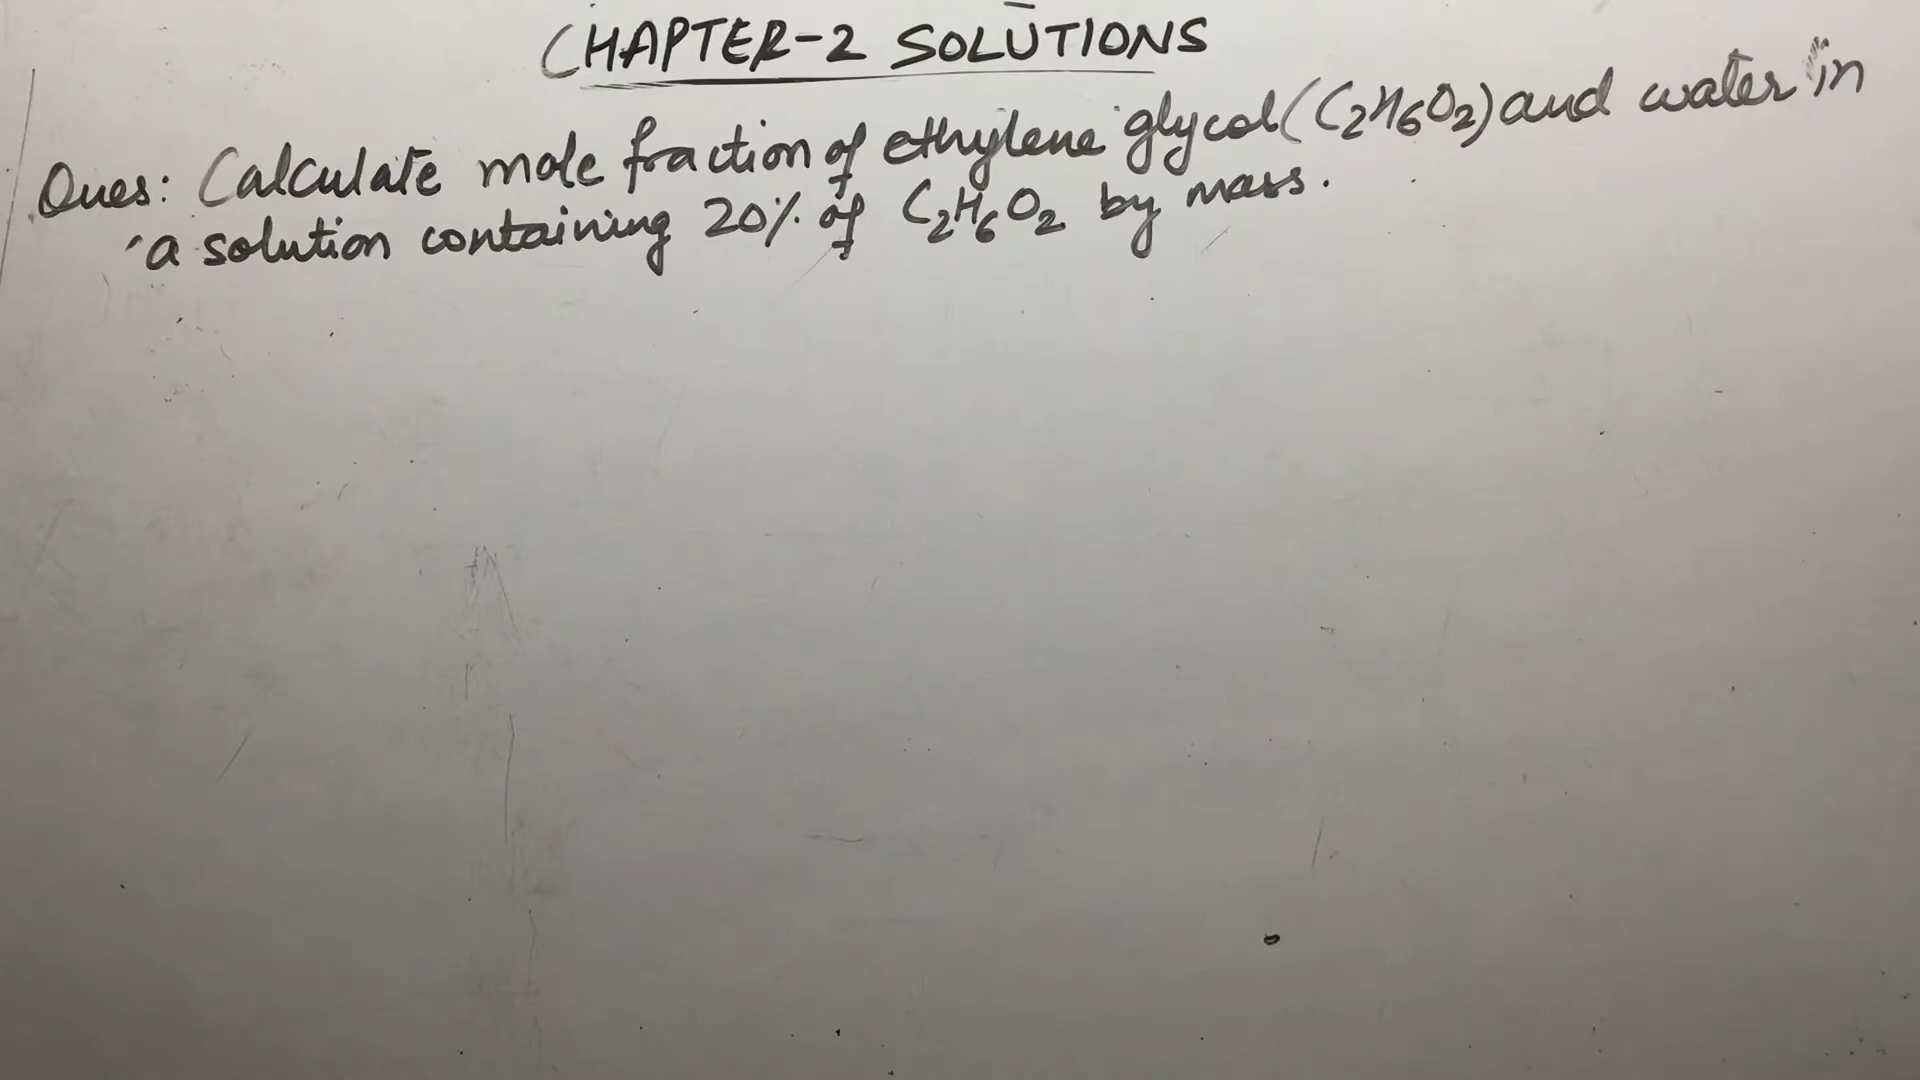 CHAPTER-2 SOLUTIONS
Ques: Calculate mole fraction of ethylene glycol (C₂H₆O₂) and water in
a solution containing 20% of C₂H₆O₂ by mass.